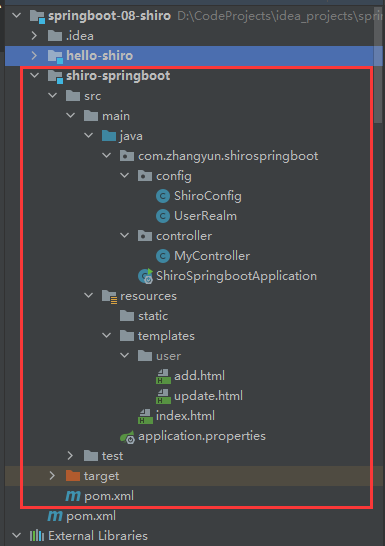 springboot-08-shiro D:\CodeProjects\idea_projects\spri
.idea
hello-shiro
shiro-springboot
src
main
java
com.zhangyun.shirospringboot
config
ShiroConfig
UserRealm
controller
MyController
ShiroSpringbootApplication
resources
static
templates
user
add.html
update.html
index.html
application.properties
test
target
pom.xml
pom.xml
External Libraries